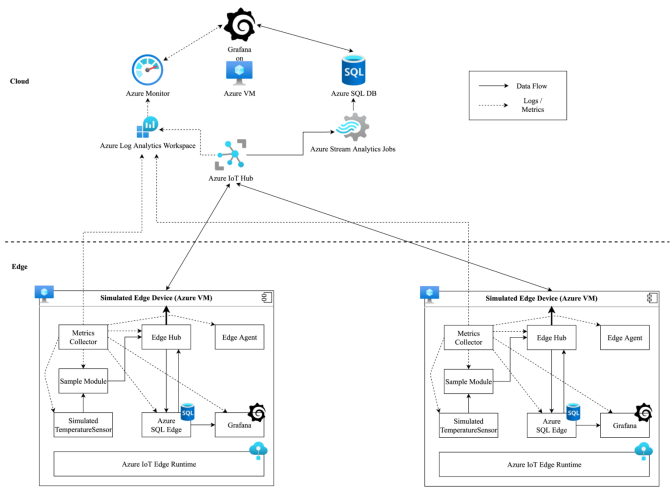 Grafana
on
Azure VM
Cloud
Azure Monitor
Azure SQL DB
Data Flow
Logs /
Metrics
Azure Log Analytics Workspace
Azure Stream Analytics Jobs
Azure IoT Hub
Edge
Simulated Edge Device (Azure VM)
Metrics
Collector
Edge Hub
Edge Agent
Sample Module
SQL
Simulated
TemperatureSensor
Azure
SQL Edge
Grafana
Azure IoT Edge Runtime
Simulated Edge Device (Azure VM)
Metrics
Collector
Edge Hub
Edge Agent
Sample Module
SQL
Simulated
TemperatureSensor
Azure
SQL Edge
Grafana
Azure IoT Edge Runtime
SQL